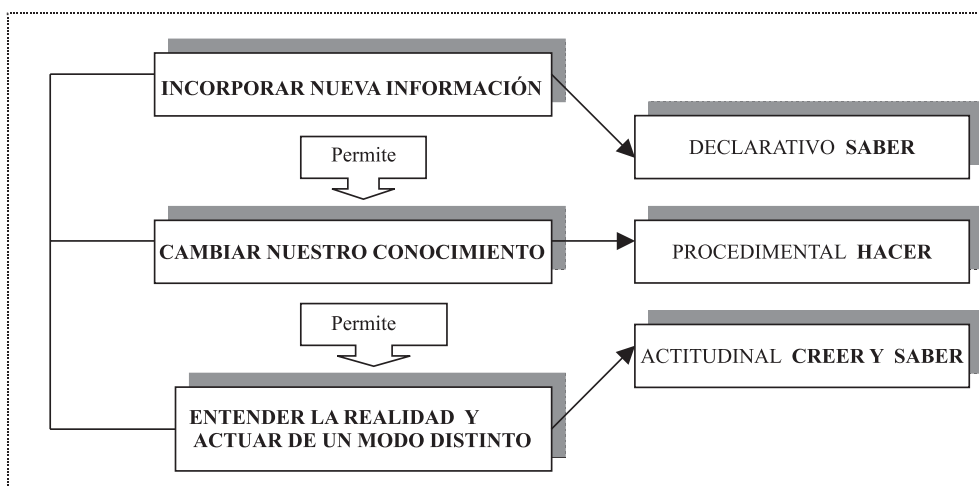 INCORPORAR NUEVA INFORMACIÓN
DECLARATIVO SABER
Permite
CAMBIAR NUESTRO CONOCIMIENTO
PROCEDIMENTAL HACER
Permite
ACTITUDINAL CREER Y SABER
ENTENDER LA REALIDAD Y
ACTUAR DE UN MODO DISTINTO